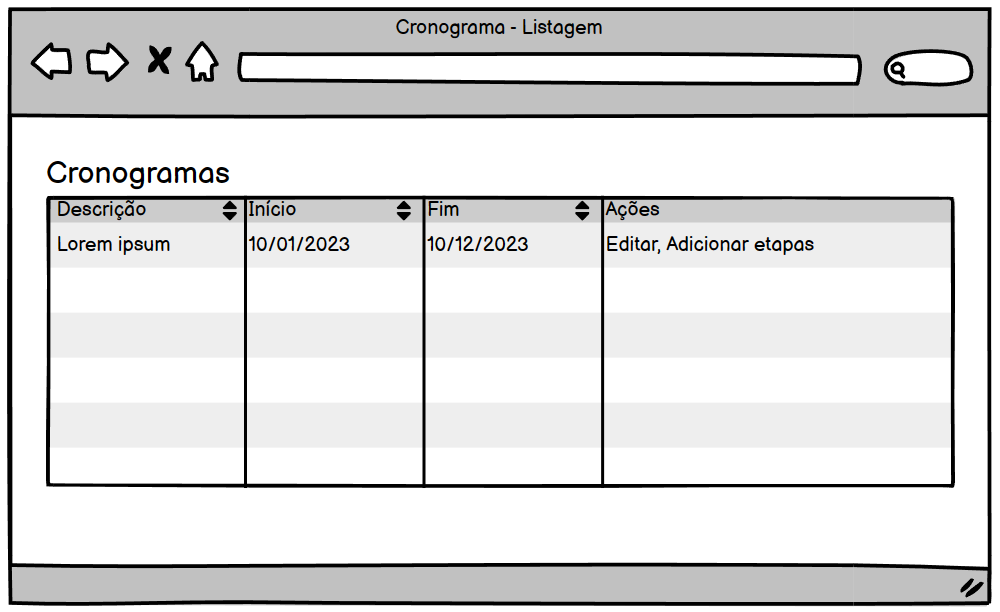 Cronograma - Listagem
Cronogramas
Descrição Início Fim Ações
Lorem ipsum 10/01/2023 10/12/2023 Editar, Adicionar etapas